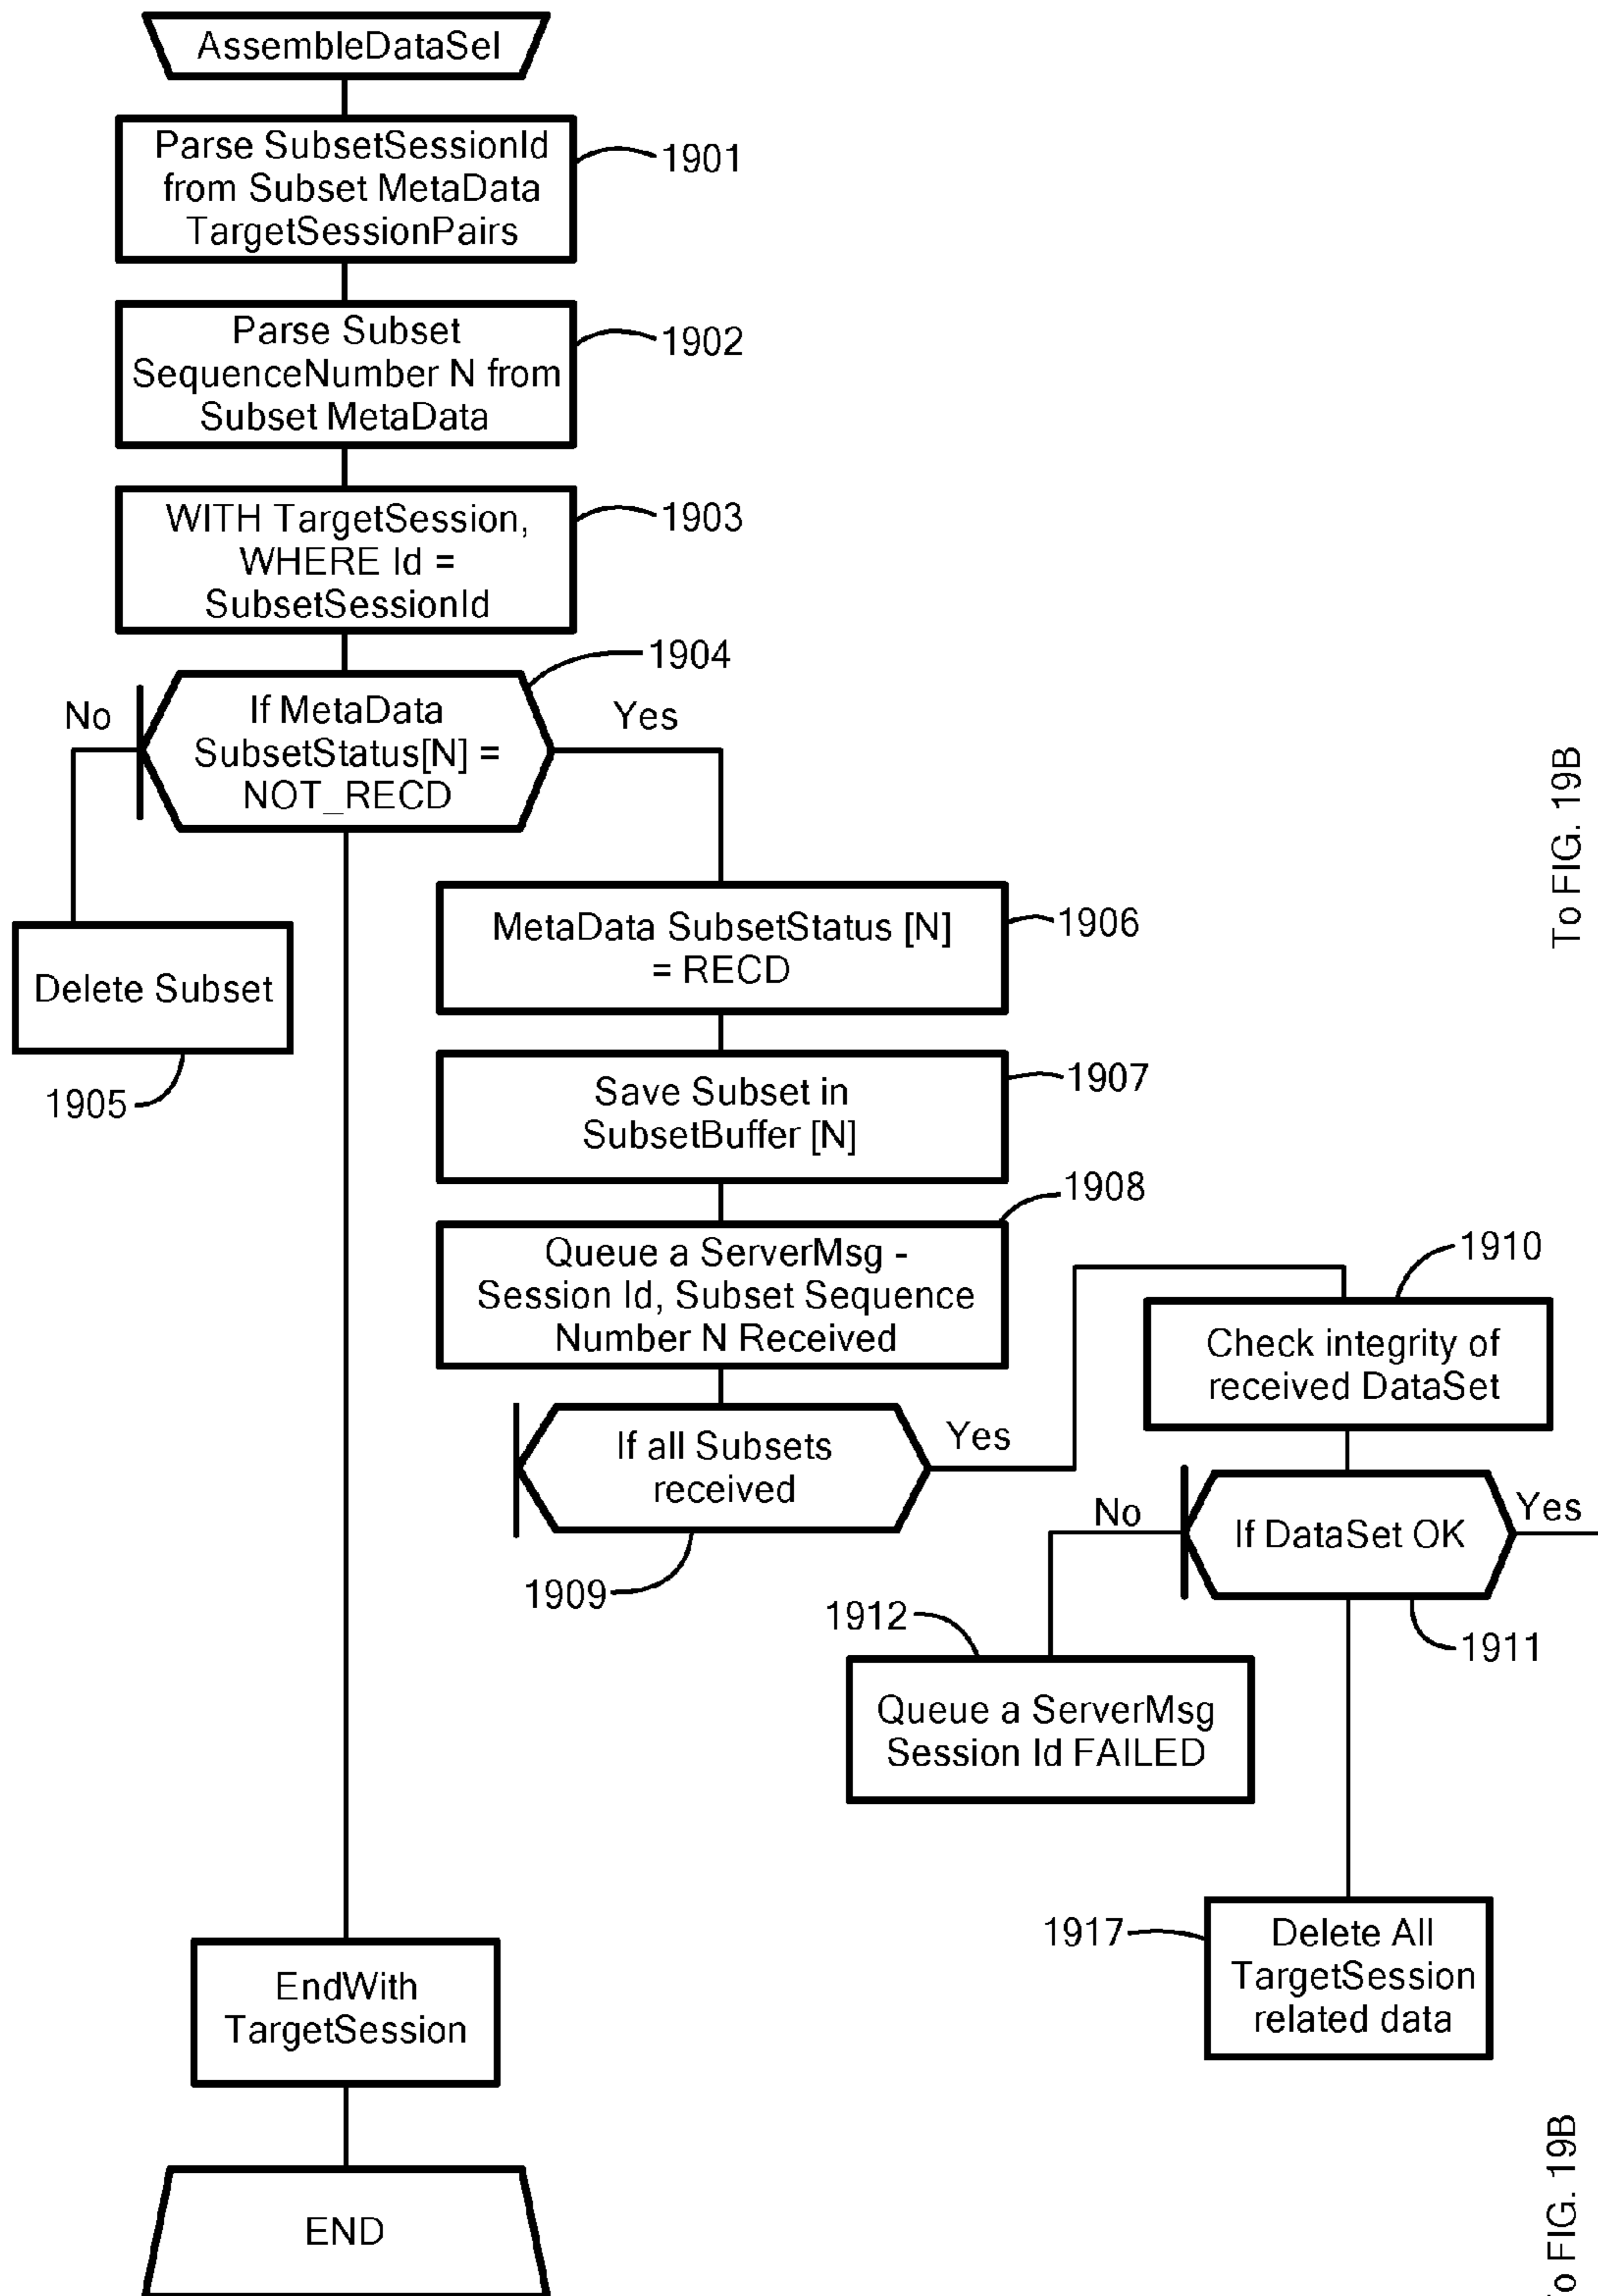 AssembleDataSel
Parse SubsetSessionId
from Subset MetaData
TargetSessionPairs
1901
Parse Subset
SequenceNumber N from
Subset MetaData
1902
WITH TargetSession,
WHERE Id =
SubsetSessionId
1903
1904
No
If MetaData
SubsetStatus[N] =
NOT_RECD
Yes
To FIG. 19B
Delete Subset
1905
MetaData SubsetStatus [N]
= RECD
1906
Save Subset in
SubsetBuffer [N]
1907
1908
Queue a ServerMsg -
Session Id, Subset Sequence
Number N Received
1910
Check integrity of
received DataSet
If all Subsets
received
Yes
1909
No
If DataSet OK
Yes
1911
1912
Queue a ServerMsg
Session Id FAILED
1917
Delete All
TargetSession
related data
EndWith
TargetSession
END
To FIG. 19B